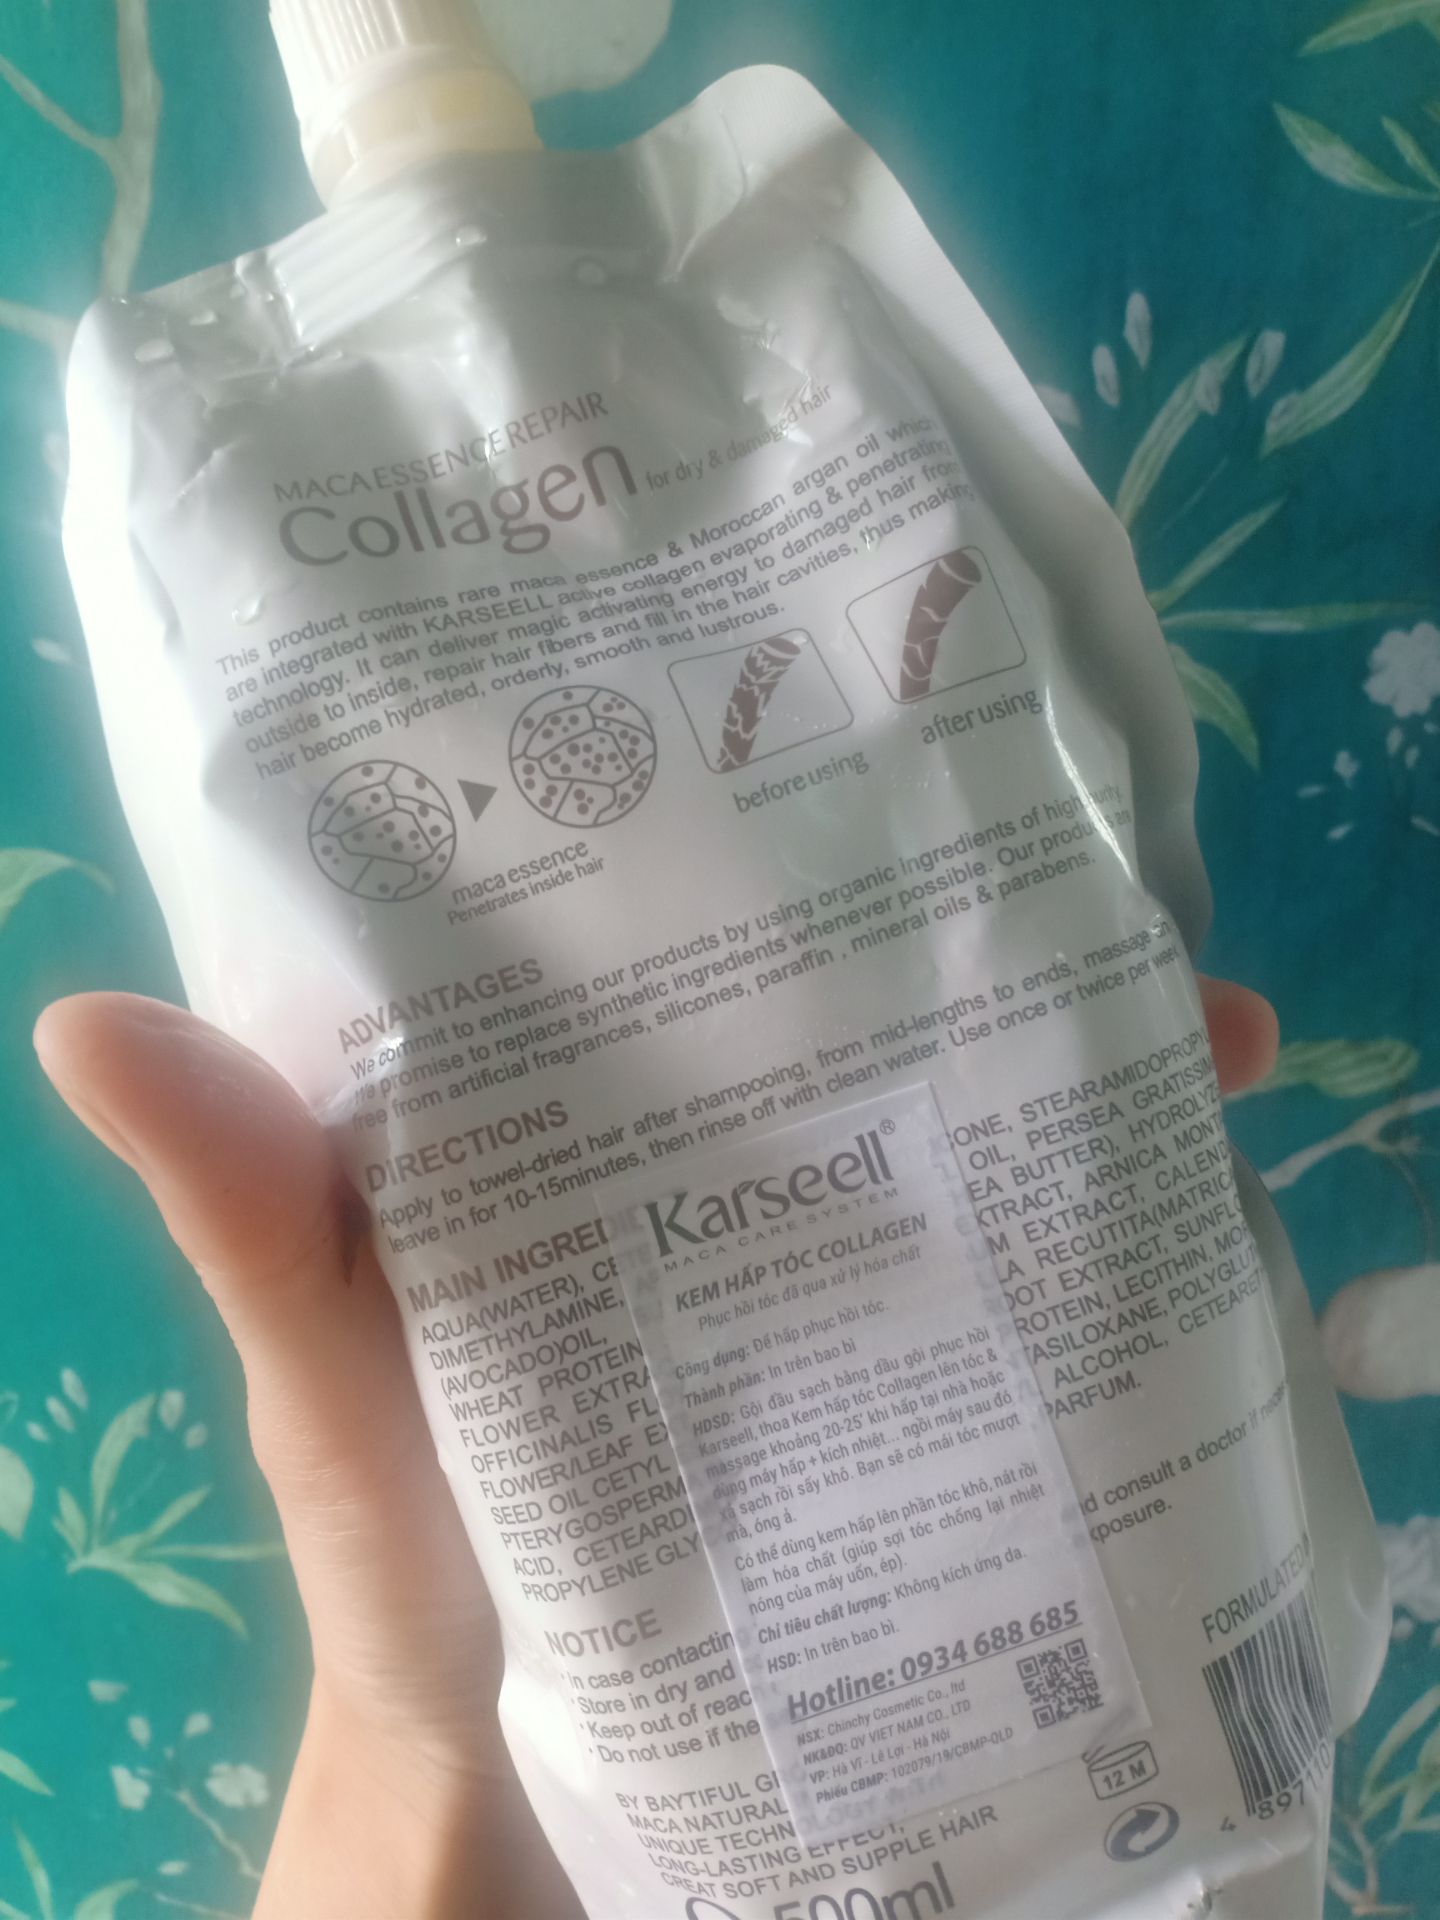 MACA ESSENCE REPAIR
Collagen for dry & damaged hair
This product contains rare maca essence & Moroccan argan oil which
are integrated with KARSEELL active collagen evaporating & penetrating
technology. It can deliver magic activating energy to damaged hair from
outside to inside, repair hair fibers and fill in the hair cavities, thus making
hair become hydrated, orderly, smooth and lustrous.
maca essence
Penetrates inside hair
before using
after using
ADVANTAGES
We commit to enhancing our products by using organic ingredients of high purity.
We promise to replace synthetic ingredients whenever possible. Our products are
free from artificial fragrances, silicones, paraffin , mineral oils & parabens.
DIRECTIONS
Apply to towel-dried hair after shampooing, from mid-lengths to ends, massage
leave in for 10-15minutes, then rinse off with clean water. Use once or twice per week
MAIN INGREDIE
AQUA(WATER), CE CONE, STEARAMIDOPROPYL
DIMETHYLAMINE, OIL, PERSEA GRATISSIM
(AVOCADO)OIL, EA BUTTER), HYDROLYZE
WHEAT PROTEIN XTRACT, ARNICA MONT
FLOWER EXTRA M EXTRACT, CALEND
OFFICINALIS FL LA RECUTITA(MATRICA
FLOWER/LEAF EX OOT EXTRACT, SUNFLO
SEED OIL CETYL ROTEIN, LECITHIN, MO
PTERYGOSPERM TASILOXANE, POLYGLUT
ACID, CETEARD ALCOHOL, CETEARET
PROPYLENE GLY PARFUM.
NOTICE
In case contactin nd consult a doctor if
Store in dry and xposure.
Keep out of reac
Do not use if the
BY BAYTIFUL
MACA NATURAL
UNIQUE TECHN
LONG-LASTING EFFECT,
GREAT SOFT AND SUPPLE HAIR
500ml
Karseell®
MACA CARE SYSTEM
KEM HẤP TÓC COLLAGEN
Phục hồi tóc đã qua xử lý hóa chất
Công dụng: Để hấp phục hồi tóc.
Thành phần: In trên bao bì
HDSD: Gội đầu sạch bằng dầu gội phục hồi
Karseell, thoa Kem hấp tóc Collagen lên tóc &
massage khoảng 20-25' khi hấp tại nhà hoặc
dùng máy hấp + kích nhiệt... ngồi máy sau đó
xả sạch rồi sấy khô. Bạn sẽ có mái tóc mượt
mà, óng ả.
Có thể dùng kem hấp lên phần tóc khô, nát rồi
làm hóa chất (giúp sợi tóc chống lại nhiệt
nóng của máy uốn, ép).
Chỉ tiêu chất lượng: Không kích ứng da.
HSD: In trên bao bì.
Hotline: 0934 688 685
NSX: Chinchy Cosmetic Co., ltd
NK&ĐQ: QV VIET NAM CO., LTD
VP: Hà Vĩ - Lê Lợi - Hà Nội
Phiếu CBMP: 102079/19/CBMP-QLD
12 M
FORMULATED
4 897